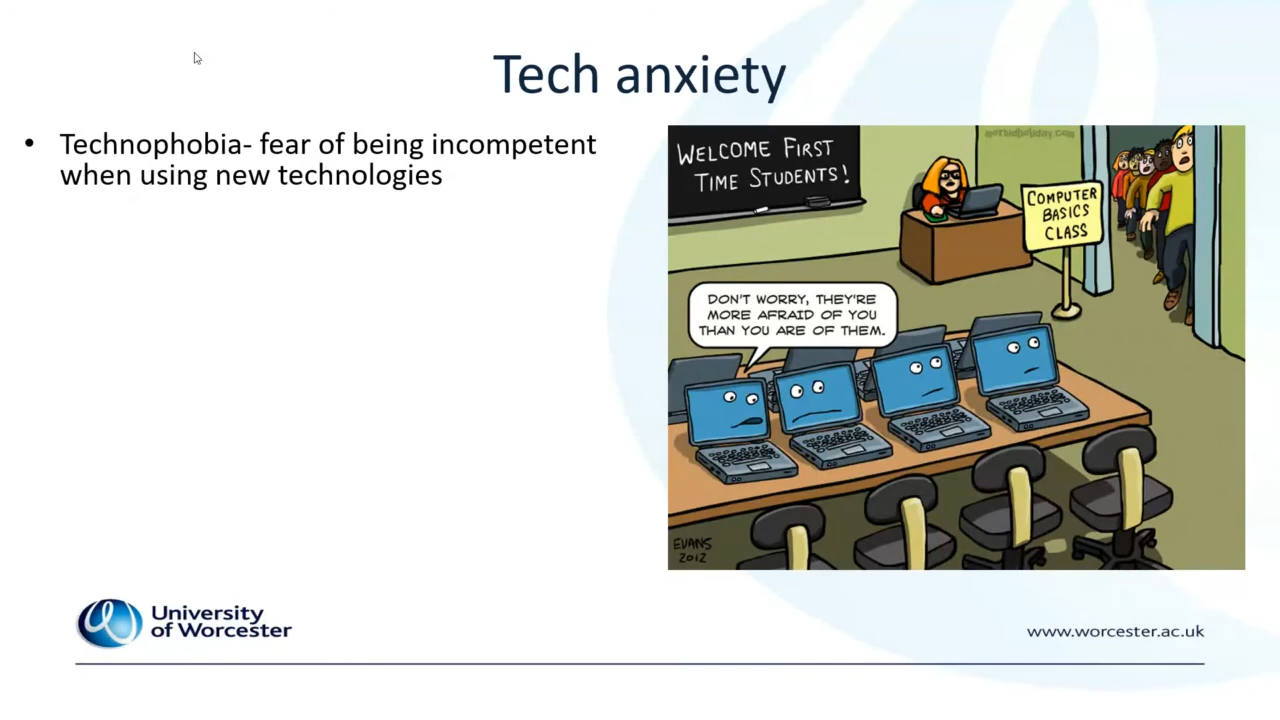 Tech anxiety
• Technophobia- fear of being incompetent
when using new technologies
morbidholiday.com
WELCOME FIRST
TIME STUDENTS!
COMPUTER
BASICS
CLASS
DON'T WORRY, THEY'RE
MORE AFRAID OF YOU
THAN YOU ARE OF THEM.
EVANS
2012
University
of Worcester
www.worcester.ac.uk